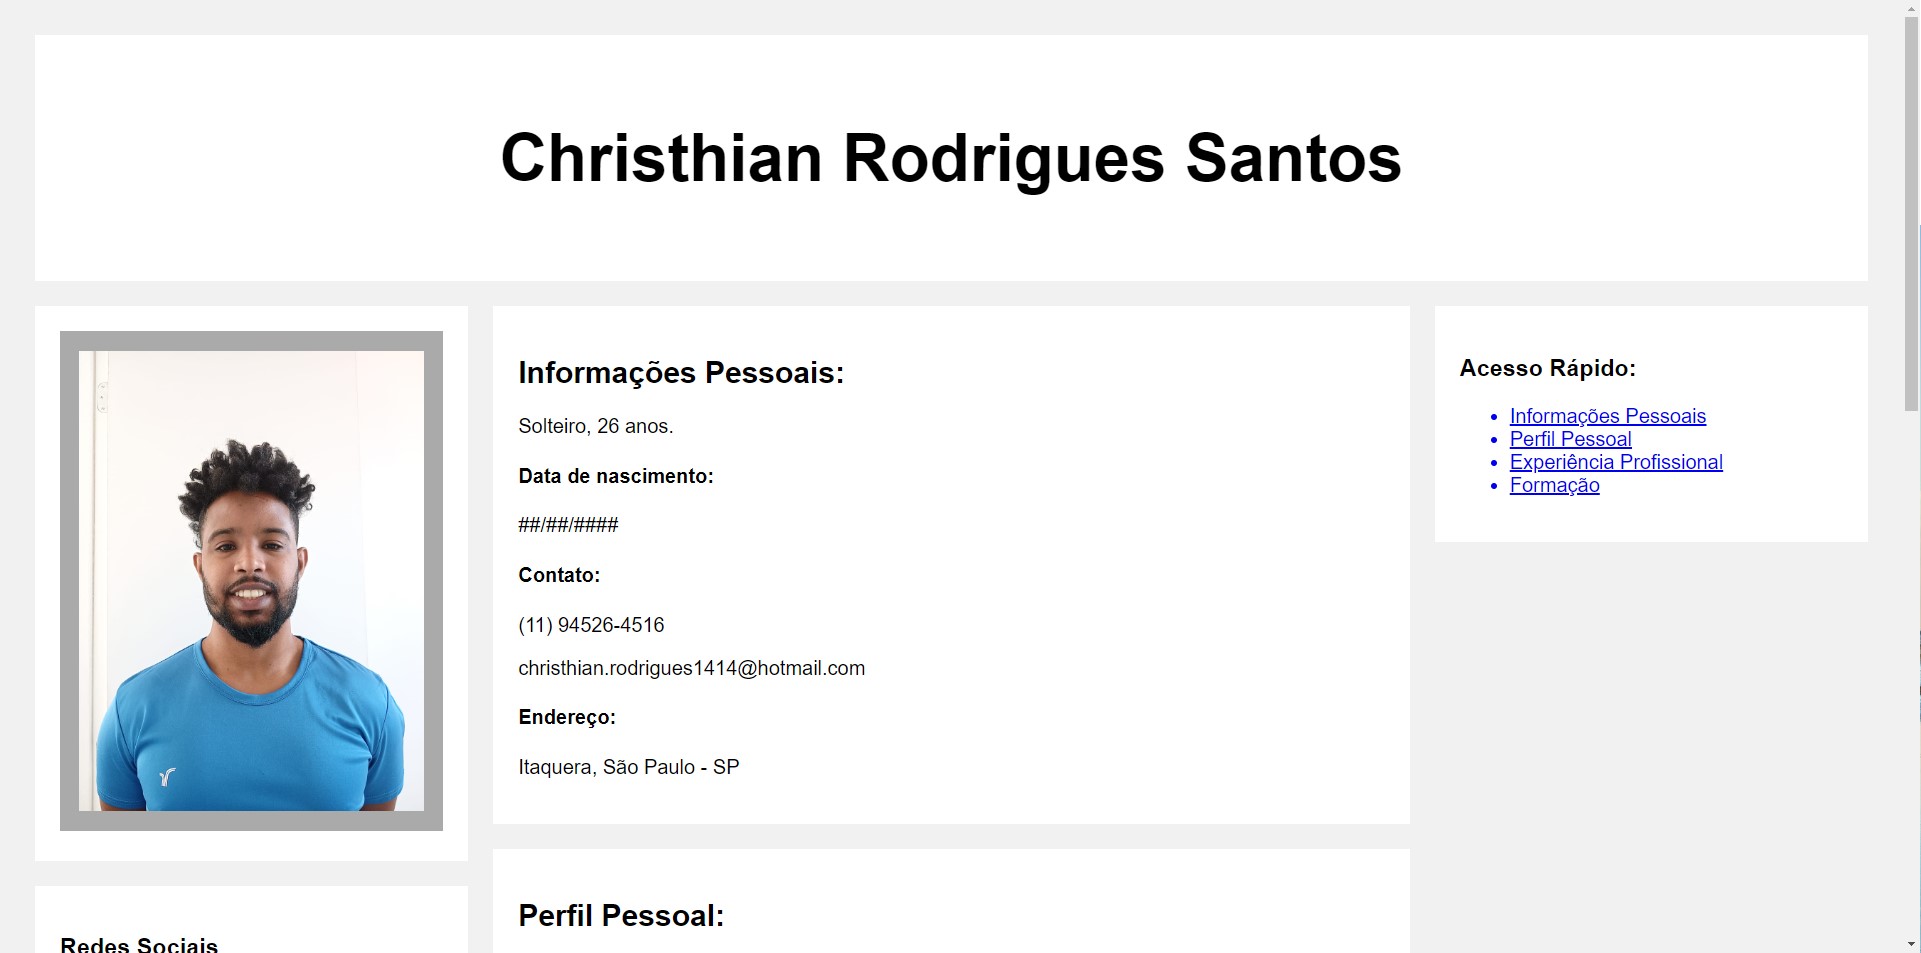 Christhian Rodrigues Santos
Informações Pessoais:
Solteiro, 26 anos.
Data de nascimento:
##/##/####
Contato:
(11) 94526-4516
christhian.rodrigues1414@hotmail.com
Endereço:
Itaquera, São Paulo - SP
Perfil Pessoal:
Acesso Rápido:
Informações Pessoais
Perfil Pessoal
Experiência Profissional
Formação
Redes Sociais